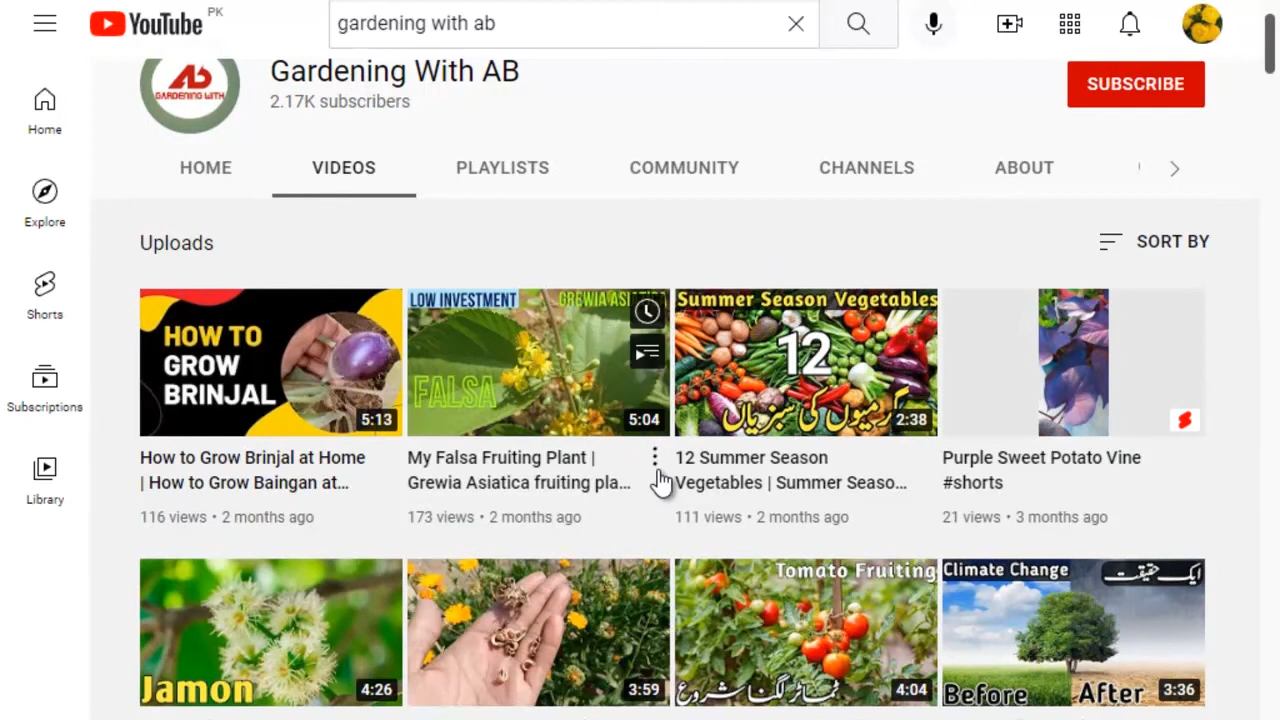 YouTube PK
gardening with ab
Home
Explore
Shorts
Subscriptions
Library
AB
GARDENING WITH
Gardening With AB
2.17K subscribers
SUBSCRIBE
HOME VIDEOS PLAYLISTS COMMUNITY CHANNELS ABOUT
Uploads
SORT BY
HOW TO
GROW
BRINJAL
5:13
How to Grow Brinjal at Home
| How to Grow Baingan at...
116 views • 2 months ago
LOW INVESTMENT
FALSA
5:04
My Falsa Fruiting Plant |
Grewia Asiatica fruiting pla...
173 views • 2 months ago
Summer Season Vegetables
12
گرمیوں کی سبزیاں
2:38
12 Summer Season
Vegetables | Summer Seaso...
111 views • 2 months ago
Purple Sweet Potato Vine
#shorts
21 views • 3 months ago
Jamon
4:26
3:59
Tomato Fruiting
ٹماٹر لگنا شروع
4:04
Climate Change
ایک حقیقت
Before After
3:36